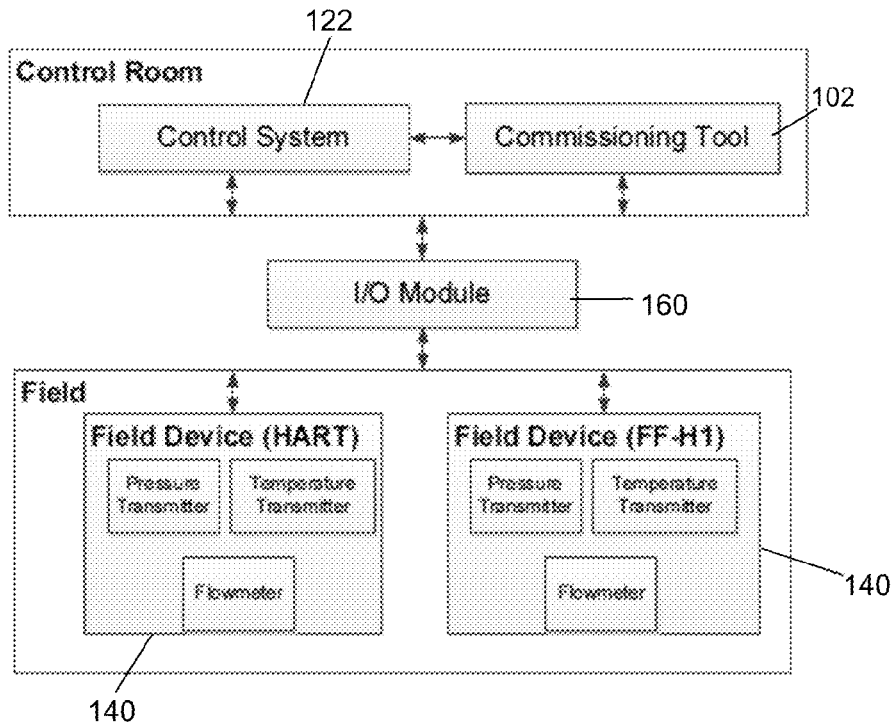 122
Control Room
102
Control System
Commissioning Tool
I/O Module
160
Field
Field Device (HART)
Field Device (FF-H1)
Pressure
Transmitter
Temperature
Transmitter
Pressure
Transmitter
Temperature
Transmitter
Flowmeter
Flowmeter
140
140